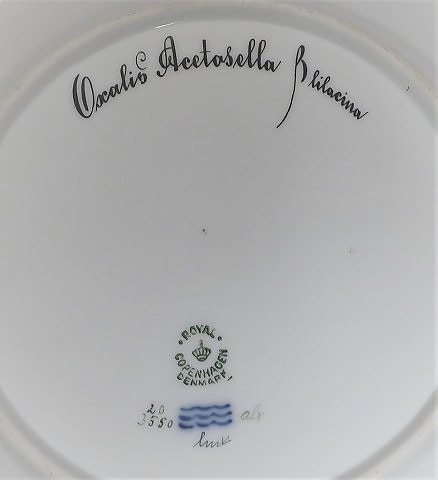 Oxalis Acetosella β lilacina
ROYAL
COPENHAGEN
DENMARK
20
3550